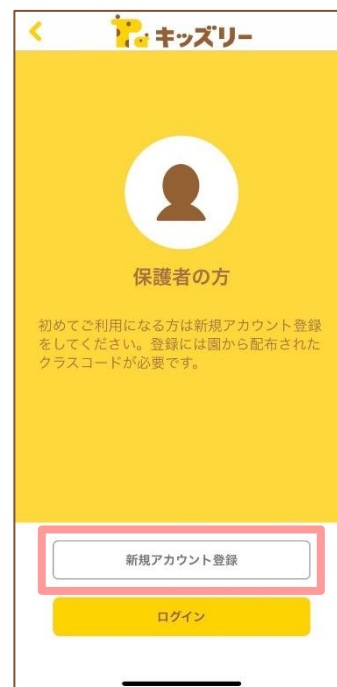 キッズリー
保護者の方
初めてご利用になる方は新規アカウント登録
をしてください。登録には園から配布された
クラスコードが必要です。
新規アカウント登録
ログイン